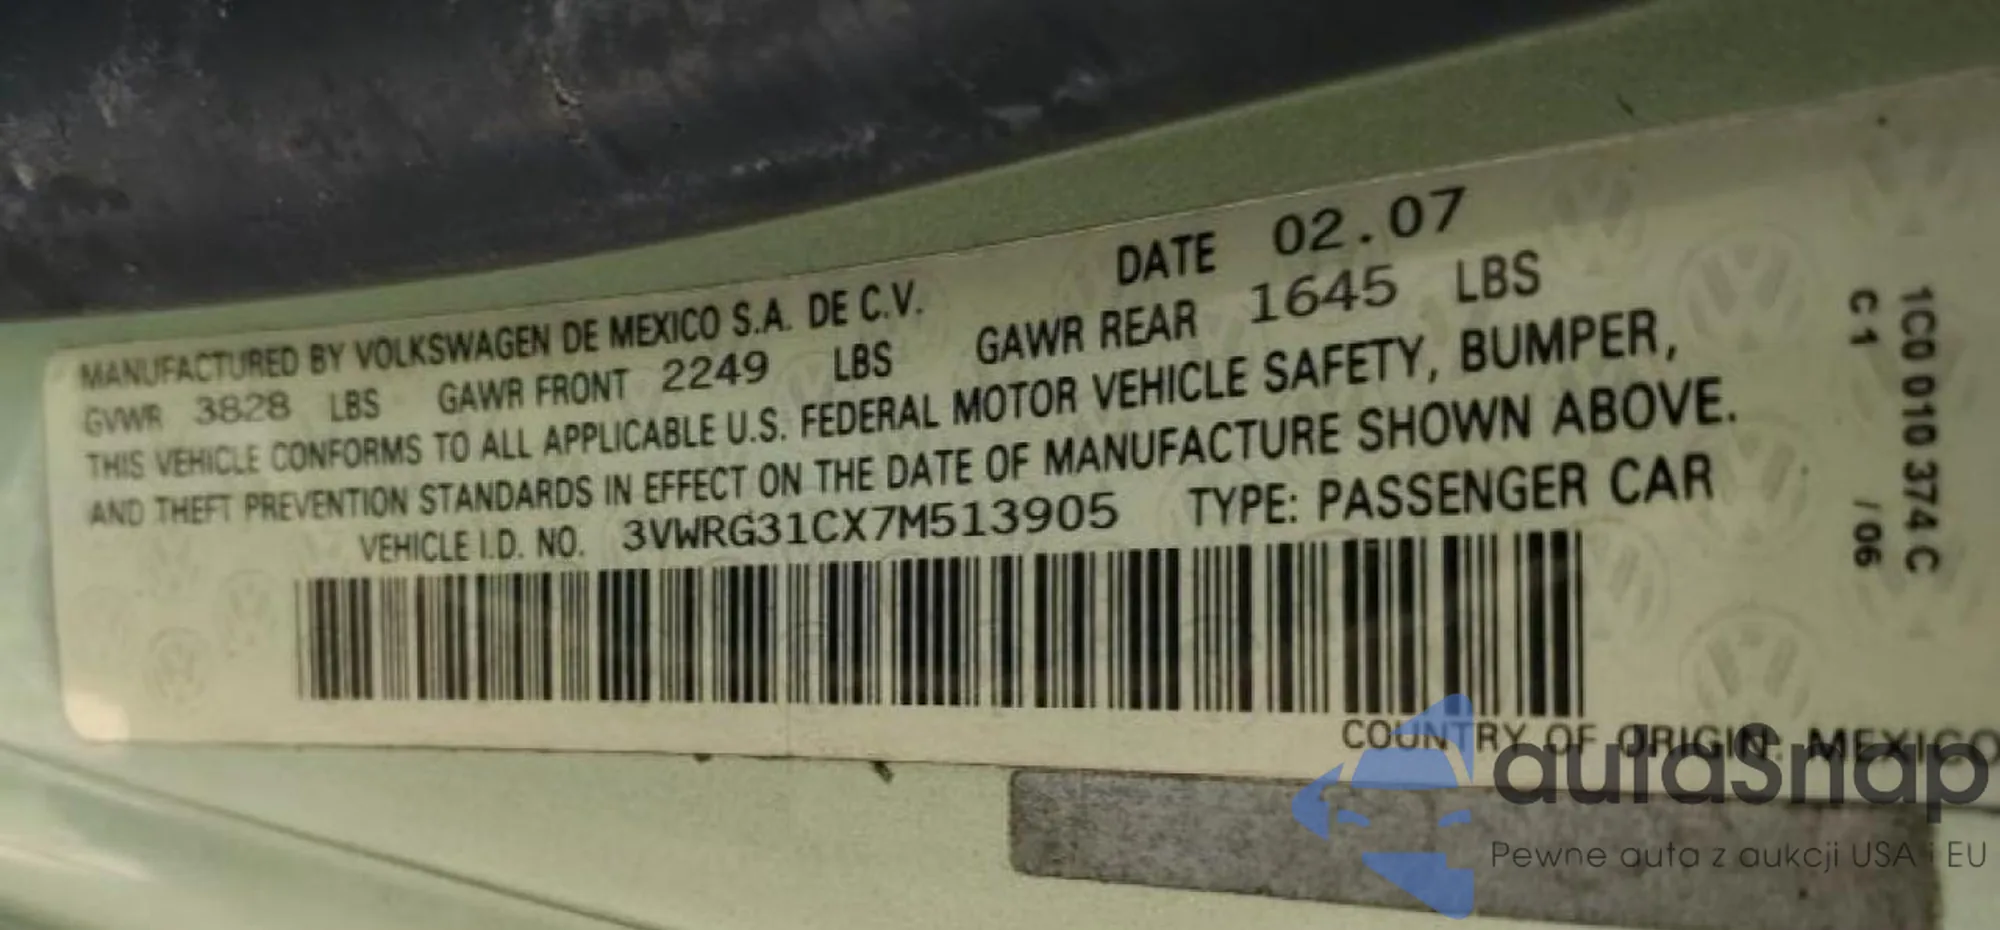 DATE 02.07
MANUFACTURED BY VOLKSWAGEN DE MEXICO S.A. DE C.V.
GVWR 3828 LBS GAWR FRONT 2249 LBS GAWR REAR 1645 LBS
THIS VEHICLE CONFORMS TO ALL APPLICABLE U.S. FEDERAL MOTOR VEHICLE SAFETY, BUMPER,
AND THEFT PREVENTION STANDARDS IN EFFECT ON THE DATE OF MANUFACTURE SHOWN ABOVE.
VEHICLE I.D. NO. 3VWRG31CX7M513905 TYPE: PASSENGER CAR
COUNTRY OF ORIGIN: MEXICO
1C0 010 374 C
C 1 / 06
autaSnap
Pewne auta z aukcji USA i EU